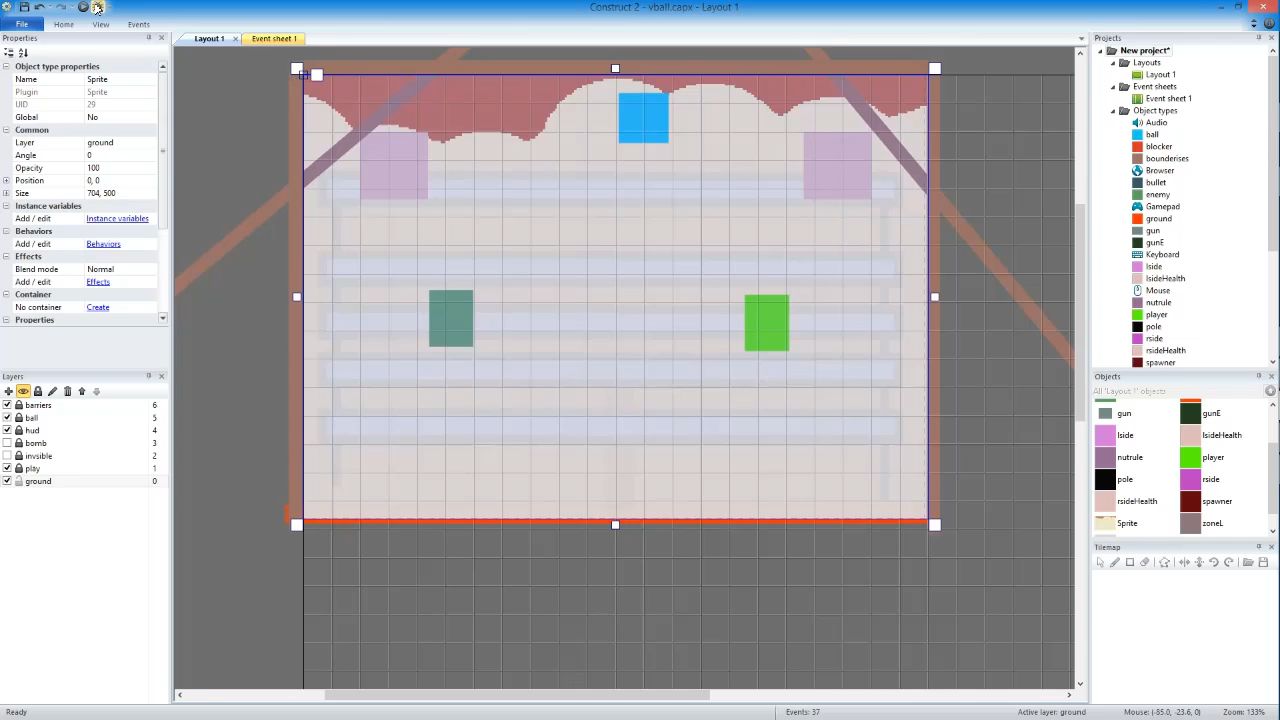 Construct 2 - vball.capx - Layout 1
File Home View Events
Properties
Layout 1 Event sheet 1
Projects
Object type properties
Name Sprite
Plugin Sprite
UID 29
Global No
Common
Layer ground
Angle 0
Opacity 100
Position 0, 0
Size 704, 500
Instance variables
Add / edit Instance variables
Behaviors
Add / edit Behaviors
Effects
Blend mode Normal
Add / edit Effects
Container
No container Create
Properties
Layers
barriers 6
ball 5
hud 4
bomb 3
invsible 2
play 1
ground 0
New project*
Layouts
Layout 1
Event sheets
Event sheet 1
Object types
Audio
ball
blocker
bounderises
Browser
bullet
enemy
Gamepad
ground
gun
gunE
Keyboard
lside
lsideHealth
Mouse
nutrule
player
pole
rside
rsideHealth
spawner
Objects
All 'Layout 1' objects
gun gunE
lside lsideHealth
nutrule player
pole rside
rsideHealth spawner
Sprite zoneL
Tilemap
Ready Events: 37 Active layer: ground Mouse: (-85.0, -23.6, 0) Zoom: 133%